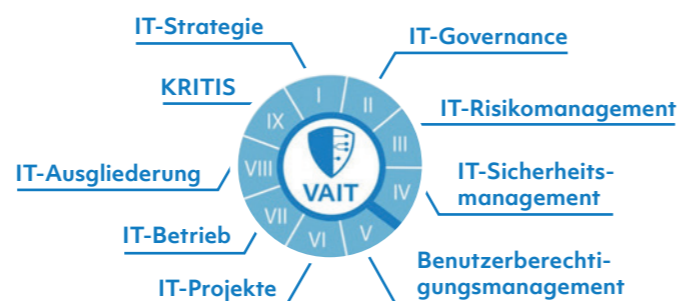 IT-Strategie
IT-Governance
KRITIS
IT-Risikomanagement
IT-Ausgliederung
IT-Sicherheits-
management
IT-Betrieb
Benutzerberechti-
gungsmanagement
IT-Projekte
I
II
III
IV
V
VI
VII
VIII
IX
VAIT